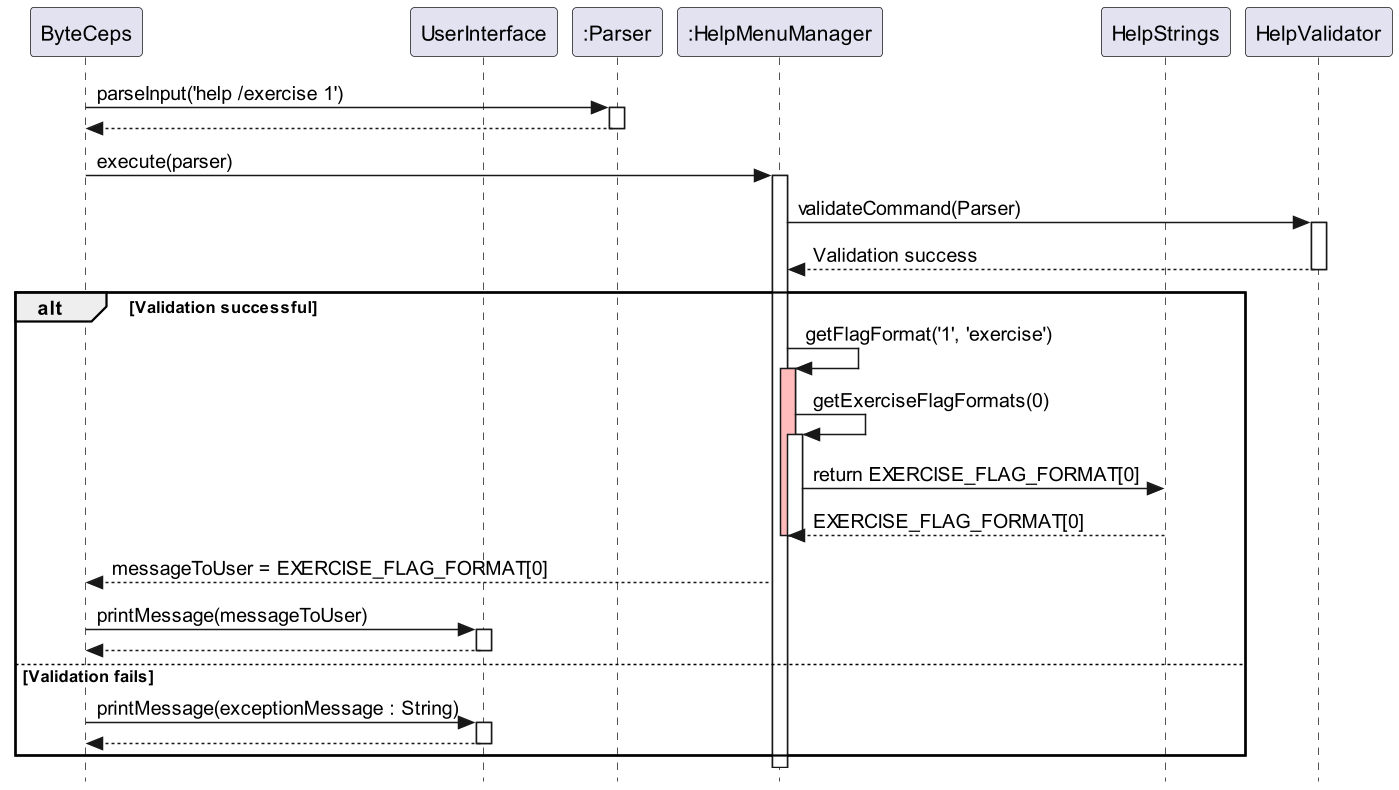 ByteCeps
UserInterface
:Parser
:HelpMenuManager
HelpStrings
HelpValidator
parseInput('help /exercise 1')
execute(parser)
validateCommand(Parser)
Validation success
alt
[Validation successful]
getFlagFormat('1', 'exercise')
getExerciseFlagFormats(0)
return EXERCISE_FLAG_FORMAT[0]
EXERCISE_FLAG_FORMAT[0]
messageToUser = EXERCISE_FLAG_FORMAT[0]
printMessage(messageToUser)
[Validation fails]
printMessage(exceptionMessage : String)